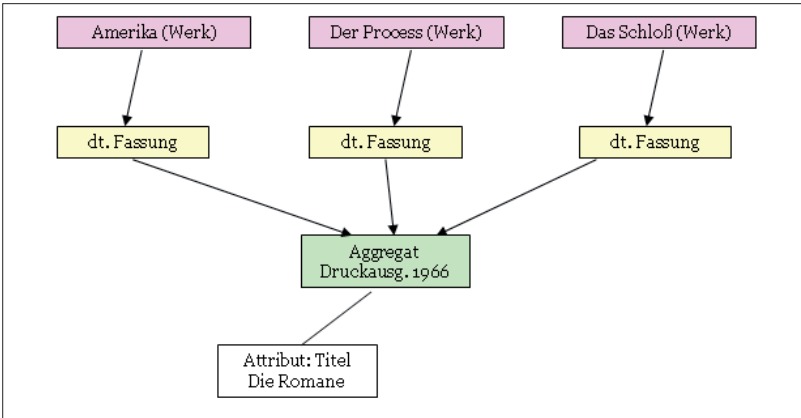 Amerika (Werk)
Der Process (Werk)
Das Schloß (Werk)
dt. Fassung
dt. Fassung
dt. Fassung
Aggregat
Druckausg. 1966
Attribut: Titel
Die Romane